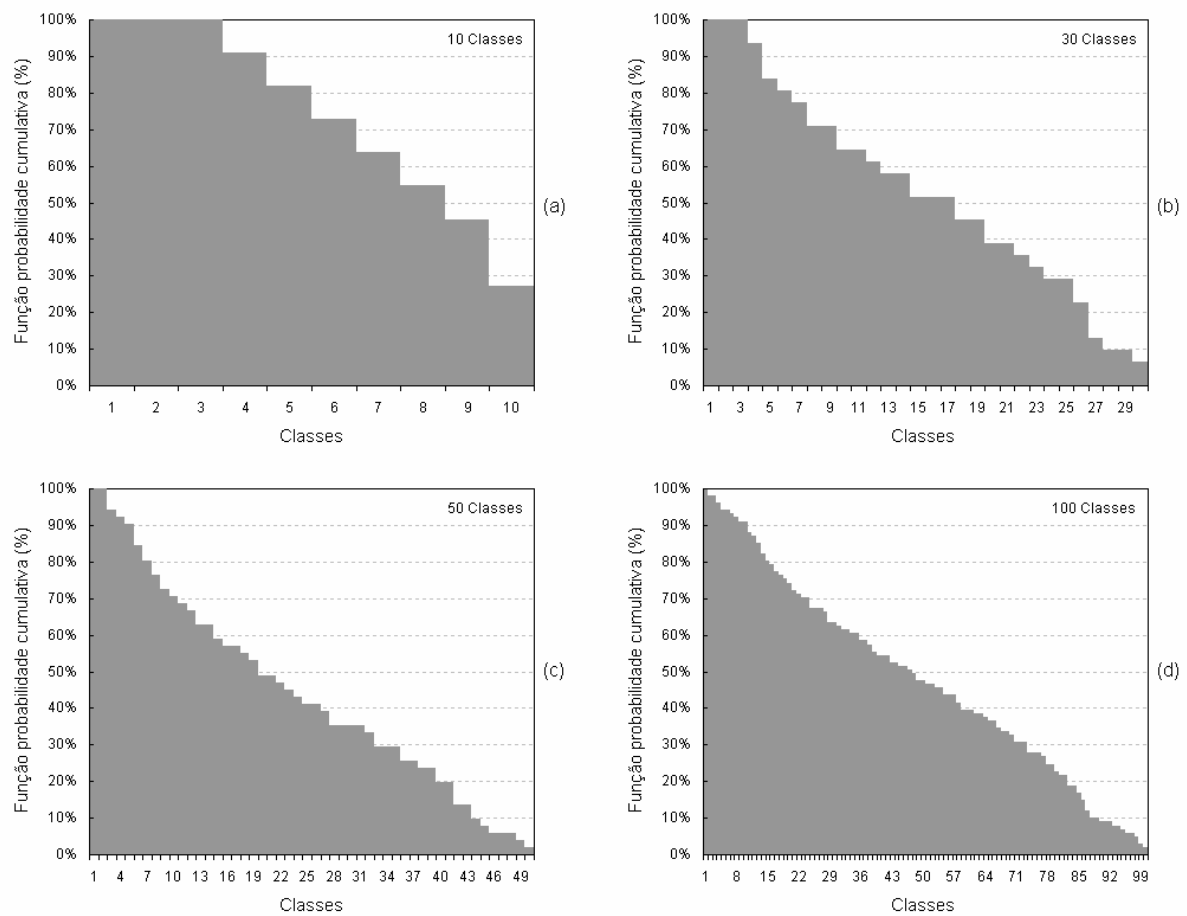 10 Classes
Função probabilidade cumulativa (%)
100%
90%
80%
70%
60%
50%
40%
30%
20%
10%
0%
1 2 3 4 5 6 7 8 9 10
Classes
(a)
30 Classes
Função probabilidade cumulativa (%)
100%
90%
80%
70%
60%
50%
40%
30%
20%
10%
0%
1 3 5 7 9 11 13 15 17 19 21 23 25 27 29
Classes
(b)
50 Classes
Função probabilidade cumulativa (%)
100%
90%
80%
70%
60%
50%
40%
30%
20%
10%
0%
1 4 7 10 13 16 19 22 25 28 31 34 37 40 43 46 49
Classes
(c)
100 Classes
Função probabilidade cumulativa (%)
100%
90%
80%
70%
60%
50%
40%
30%
20%
10%
0%
1 8 15 22 29 36 43 50 57 64 71 78 85 92 99
Classes
(d)